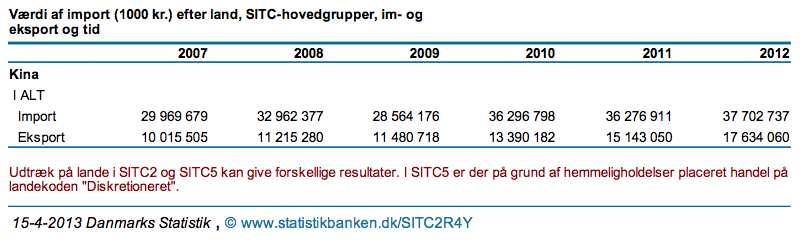 Værdi af import (1000 kr.) efter land, SITC-hovedgrupper, im- og
eksport og tid
2007 2008 2009 2010 2011 2012
Kina
I ALT
Import 29 969 679 32 962 377 28 564 176 36 296 798 36 276 911 37 702 737
Eksport 10 015 505 11 215 280 11 480 718 13 390 182 15 143 050 17 634 060
Udtræk på lande i SITC2 og SITC5 kan give forskellige resultater. I SITC5 er der på grund af hemmeligholdelser placeret handel på
landekoden "Diskretioneret".
15-4-2013 Danmarks Statistik , © www.statistikbanken.dk/SITC2R4Y